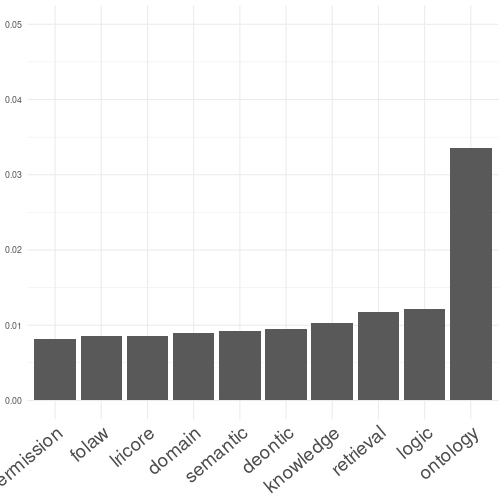 0.05
0.04
0.03
0.02
0.01
0.00
ermission
folaw
lricore
domain
semantic
deontic
knowledge
retrieval
logic
ontology